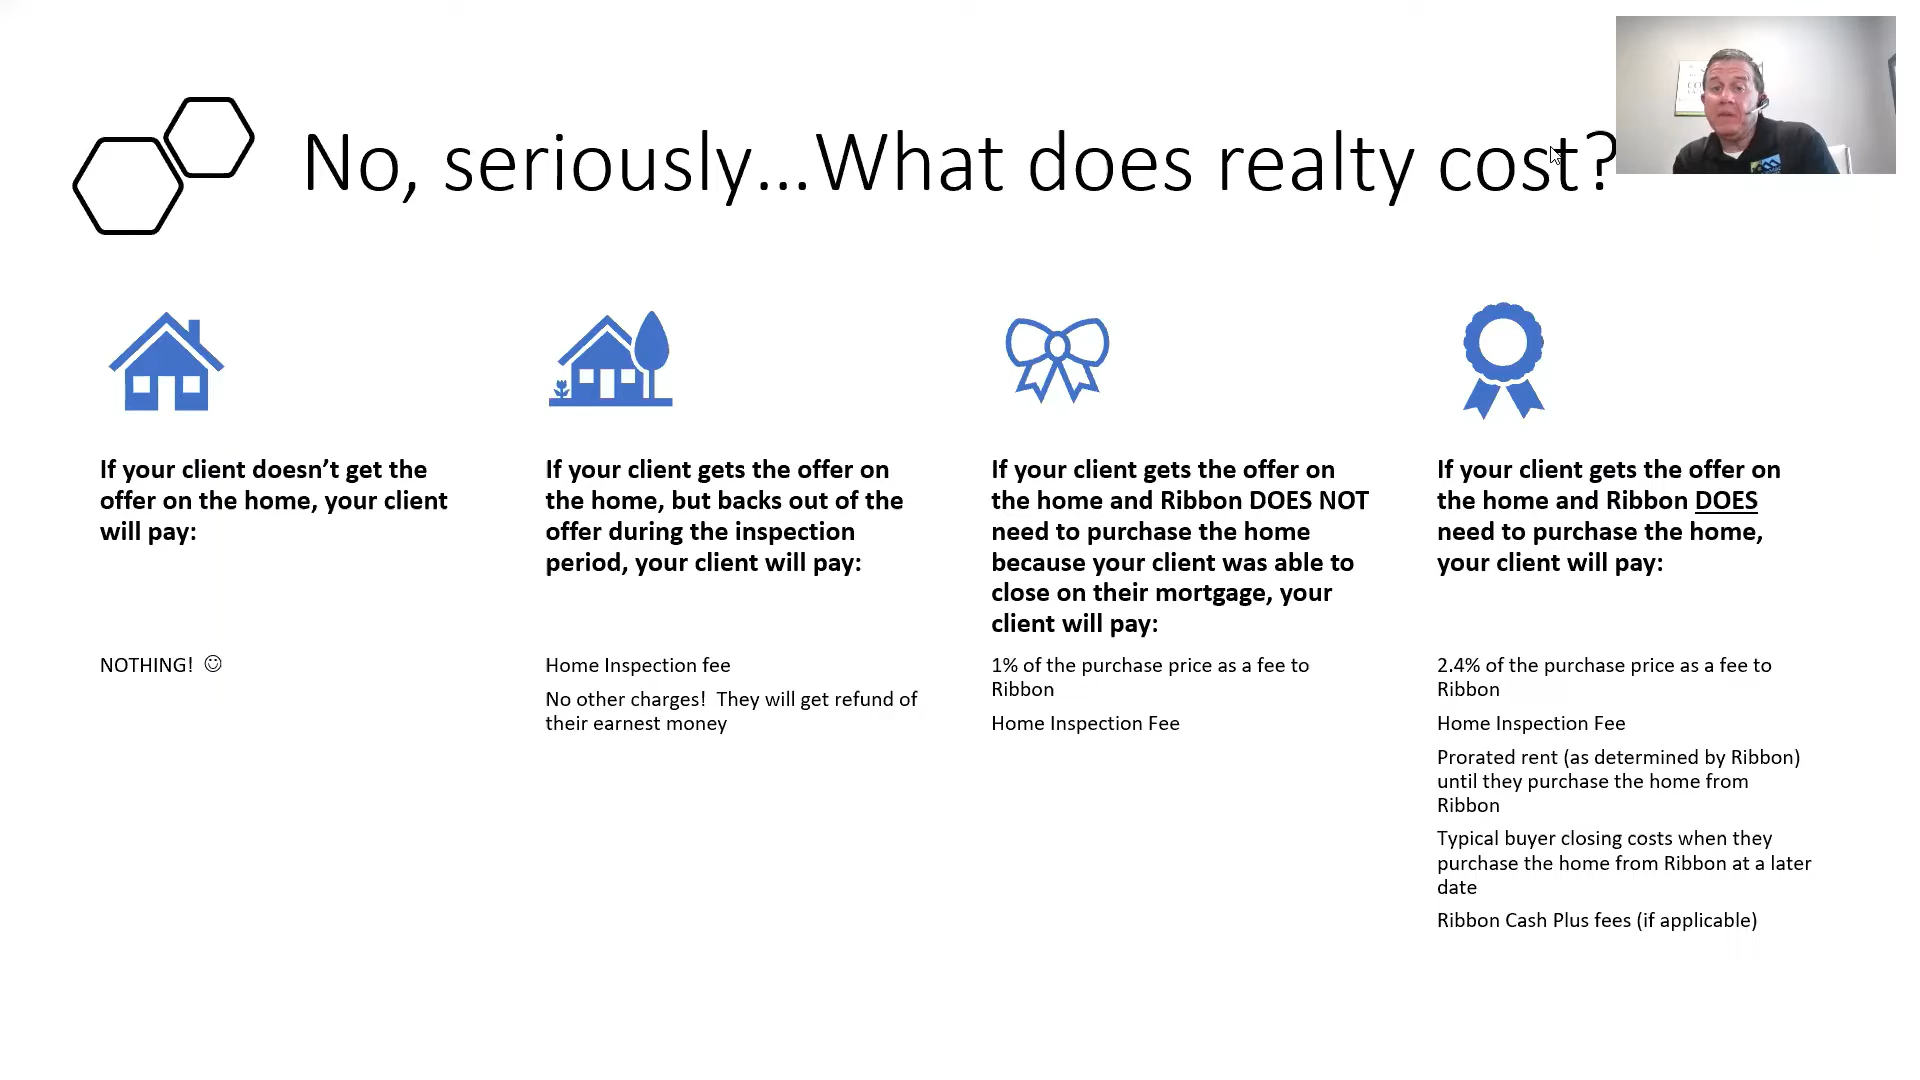 No, seriously...What does realty cost?
If your client doesn’t get the
offer on the home, your client
will pay:
NOTHING! ☺
If your client gets the offer on
the home, but backs out of the
offer during the inspection
period, your client will pay:
Home Inspection fee
No other charges! They will get refund of
their earnest money
If your client gets the offer on
the home and Ribbon DOES NOT
need to purchase the home
because your client was able to
close on their mortgage, your
client will pay:
1% of the purchase price as a fee to
Ribbon
Home Inspection Fee
If your client gets the offer on
the home and Ribbon DOES
need to purchase the home,
your client will pay:
2.4% of the purchase price as a fee to
Ribbon
Home Inspection Fee
Prorated rent (as determined by Ribbon)
until they purchase the home from
Ribbon
Typical buyer closing costs when they
purchase the home from Ribbon at a later
date
Ribbon Cash Plus fees (if applicable)